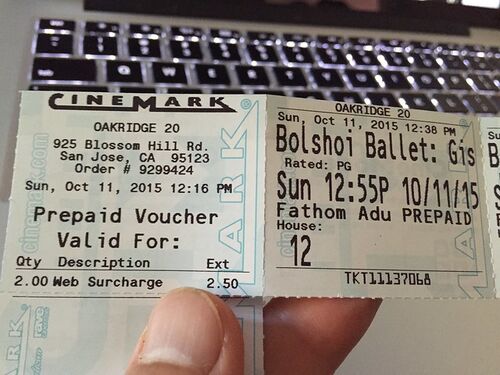 CINEMARK
OAKRIDGE 20
925 Blossom Hill Rd.
San Jose, CA 95123
Order # 9299424
Sun, Oct 11, 2015 12:16 PM
Prepaid Voucher
Valid For:
Qty Description Ext
2.00 Web Surcharge 2.50
OAKRIDGE 20
Sun, Oct 11, 2015 12:38 PM
Bolshoi Ballet: Gis
Rated: PG
Sun 12:55P 10/11/15
Fathom Adu PREPAID
House:
12
TKT11137068
cinemark.com
MARK